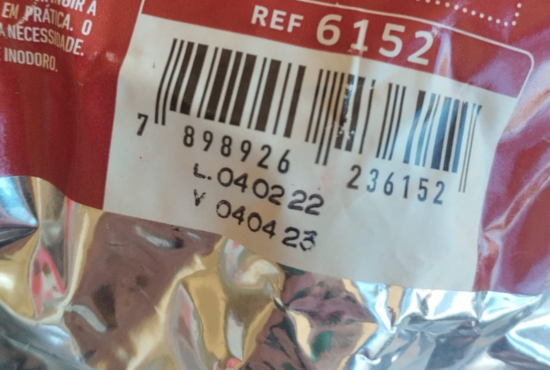 EM PRÁTICA. O
NECESSIDADE.
INODORO.
REF 6152
7 898926 236152
L.040222
V 040423